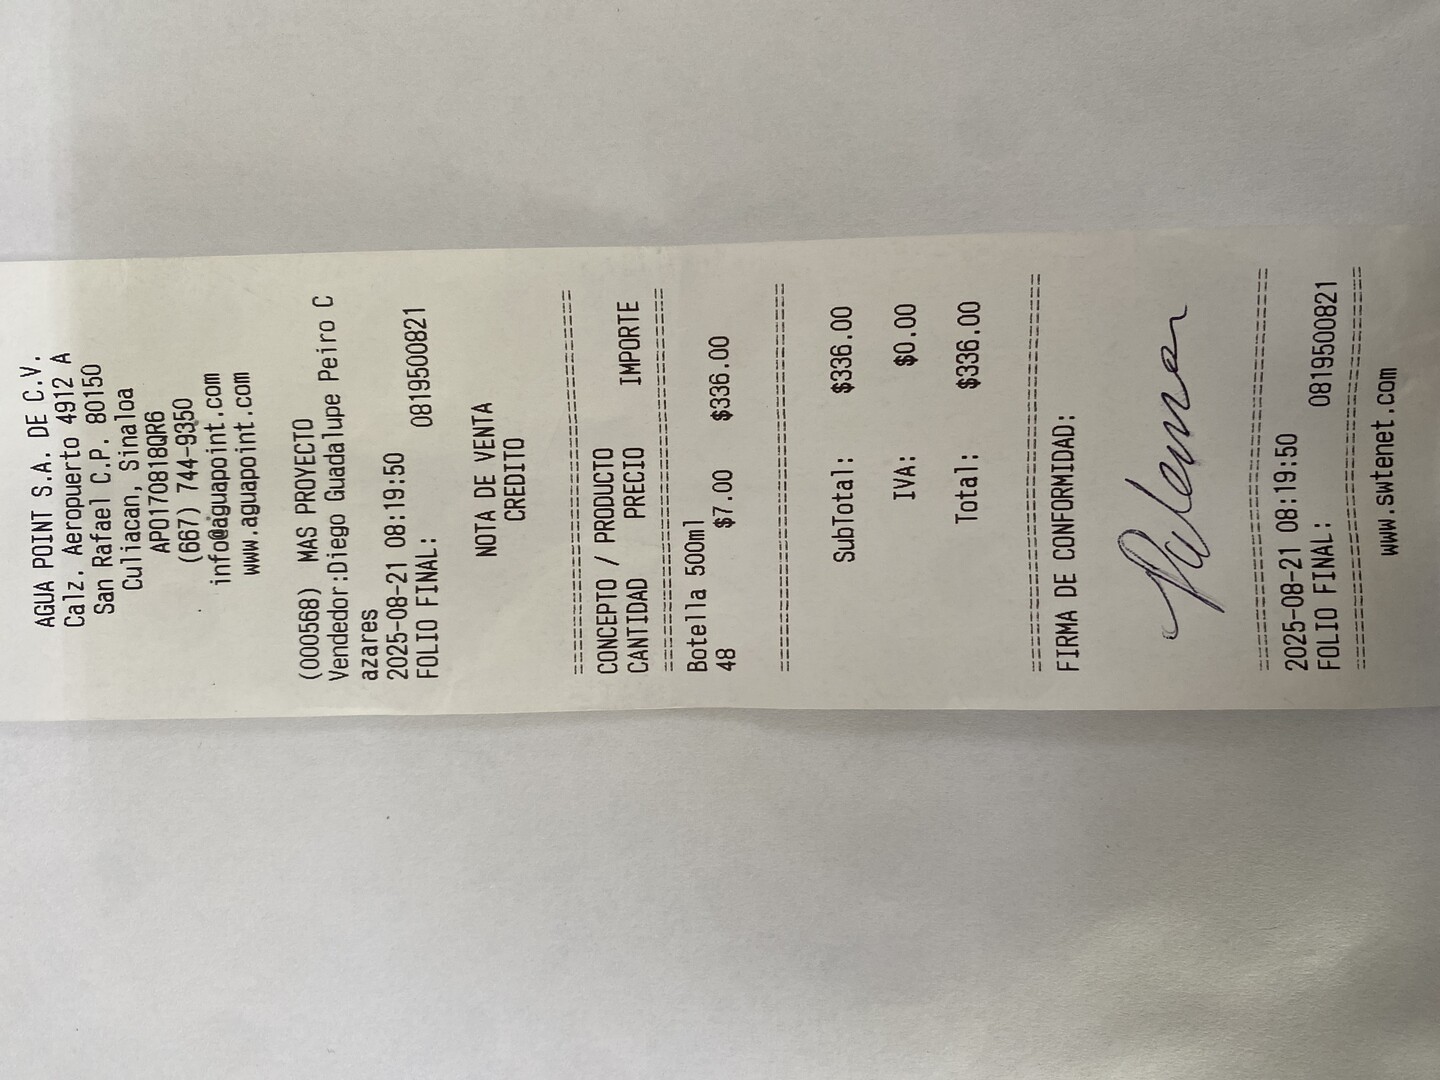 AGUA POINT S.A. DE C.V.
Calz. Aeropuerto 4912 A
San Rafael C.P. 80150
Culiacan, Sinaloa
APO170818QR6
(667) 744-9350
info@aguapoint.com
www.aguapoint.com
(000568) MAS PROYECTO
Vendedor:Diego Guadalupe Peiro C
azares
2025-08-21 08:19:50
FOLIO FINAL: 0819500821
NOTA DE VENTA
CREDITO
================================
CONCEPTO / PRODUCTO
CANTIDAD PRECIO IMPORTE
================================
Botella 500ml
48 $7.00 $336.00
================================
SubTotal: $336.00
IVA: $0.00
Total: $336.00
================================
FIRMA DE CONFORMIDAD:
================================
2025-08-21 08:19:50
FOLIO FINAL: 0819500821
================================
www.swtenet.com